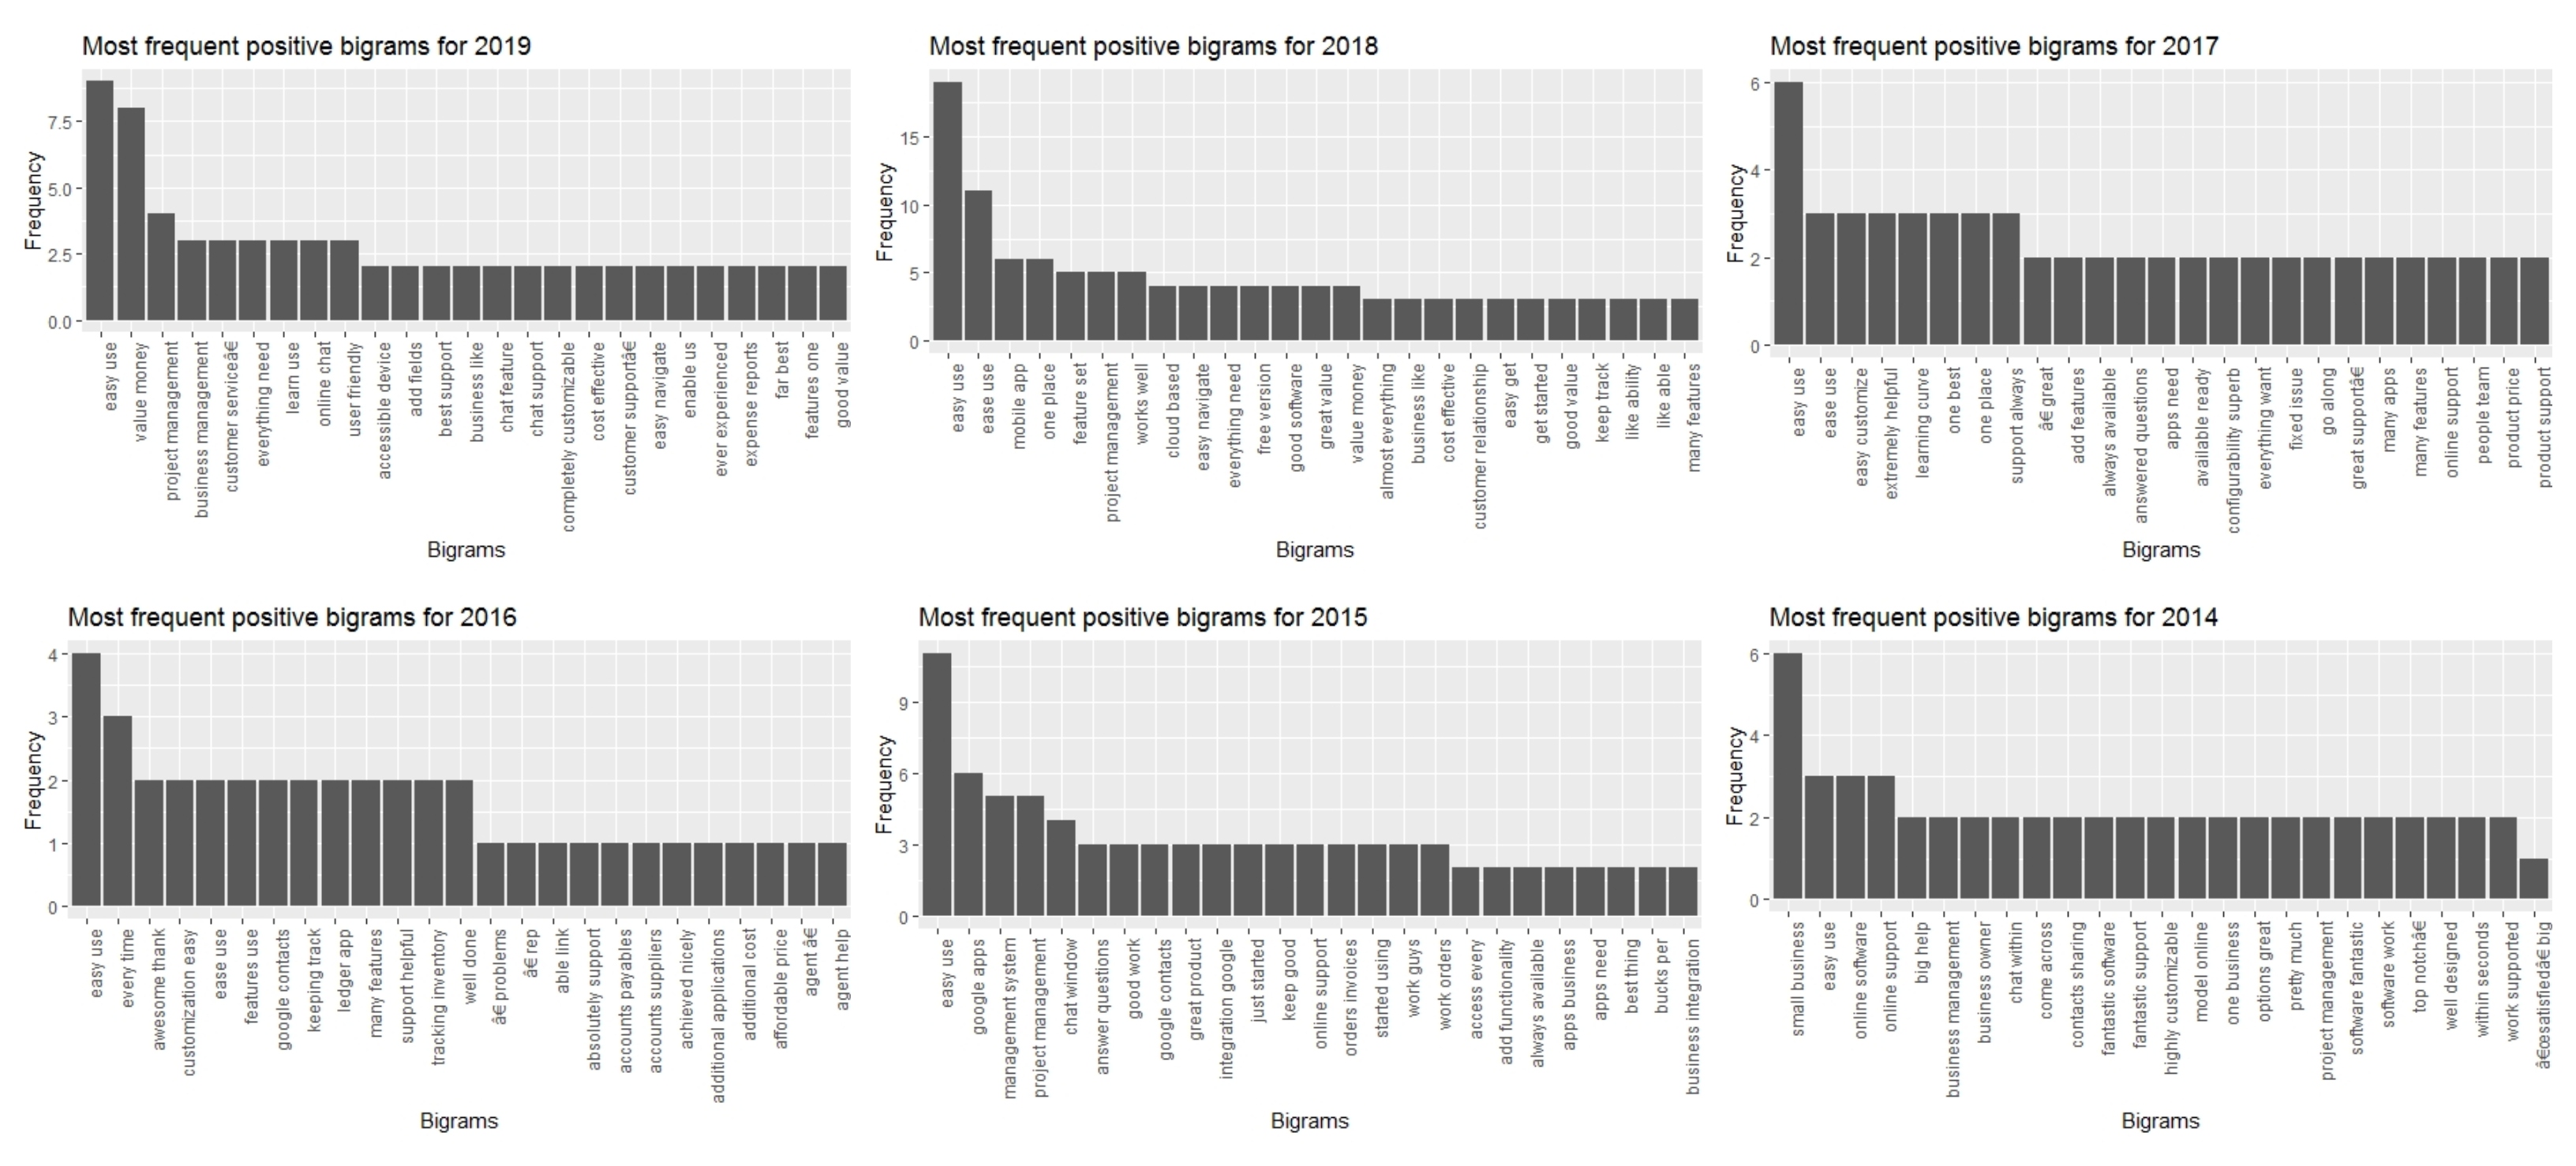 Most frequent positive bigrams for 2019
Frequency
7.5
5.0
2.5
0.0
easy use
value money
project management
business management
customer serviceâ€
everything need
learn use
online chat
user friendly
accessible device
add fields
best support
business like
chat feature
chat support
completely customizable
cost effective
customer supportâ€
easy navigate
enable us
ever experienced
expense reports
far best
features one
good value
Bigrams
Most frequent positive bigrams for 2018
Frequency
15
10
5
0
easy use
ease use
mobile app
one place
feature set
project management
works well
cloud based
easy navigate
everything need
free version
good software
great value
value money
almost everything
business like
cost effective
customer relationship
easy get
get started
good value
keep track
like ability
like able
many features
Bigrams
Most frequent positive bigrams for 2017
Frequency
6
4
2
0
easy use
ease use
easy customize
extremely helpful
learning curve
one best
one place
support always
â€ great
add features
always available
answered questions
apps need
available ready
configurability superb
everything want
fixed issue
go along
great supportâ€
many apps
many features
online support
people team
product price
product support
Bigrams
Most frequent positive bigrams for 2016
Frequency
4
3
2
1
0
easy use
every time
awesome thank
customization easy
ease use
features use
google contacts
keeping track
ledger app
many features
support helpful
tracking inventory
well done
â€ problems
â€ rep
able link
absolutely support
accounts payables
accounts suppliers
achieved nicely
additional applications
additional cost
affordable price
agent â€
agent help
Bigrams
Most frequent positive bigrams for 2015
Frequency
9
6
3
0
easy use
google apps
management system
project management
chat window
answer questions
good work
google contacts
great product
integration google
just started
keep good
online support
orders invoices
started using
work guys
work orders
access every
add functionality
always available
apps business
apps need
best thing
bucks per
business integration
Bigrams
Most frequent positive bigrams for 2014
Frequency
6
4
2
0
small business
easy use
online software
online support
big help
business management
business owner
chat within
come across
contacts sharing
fantastic software
fantastic support
highly customizable
model online
one business
options great
pretty much
project management
software fantastic
software work
top notchâ€
well designed
within seconds
work supported
â€œsatisfiedâ€ big
Bigrams